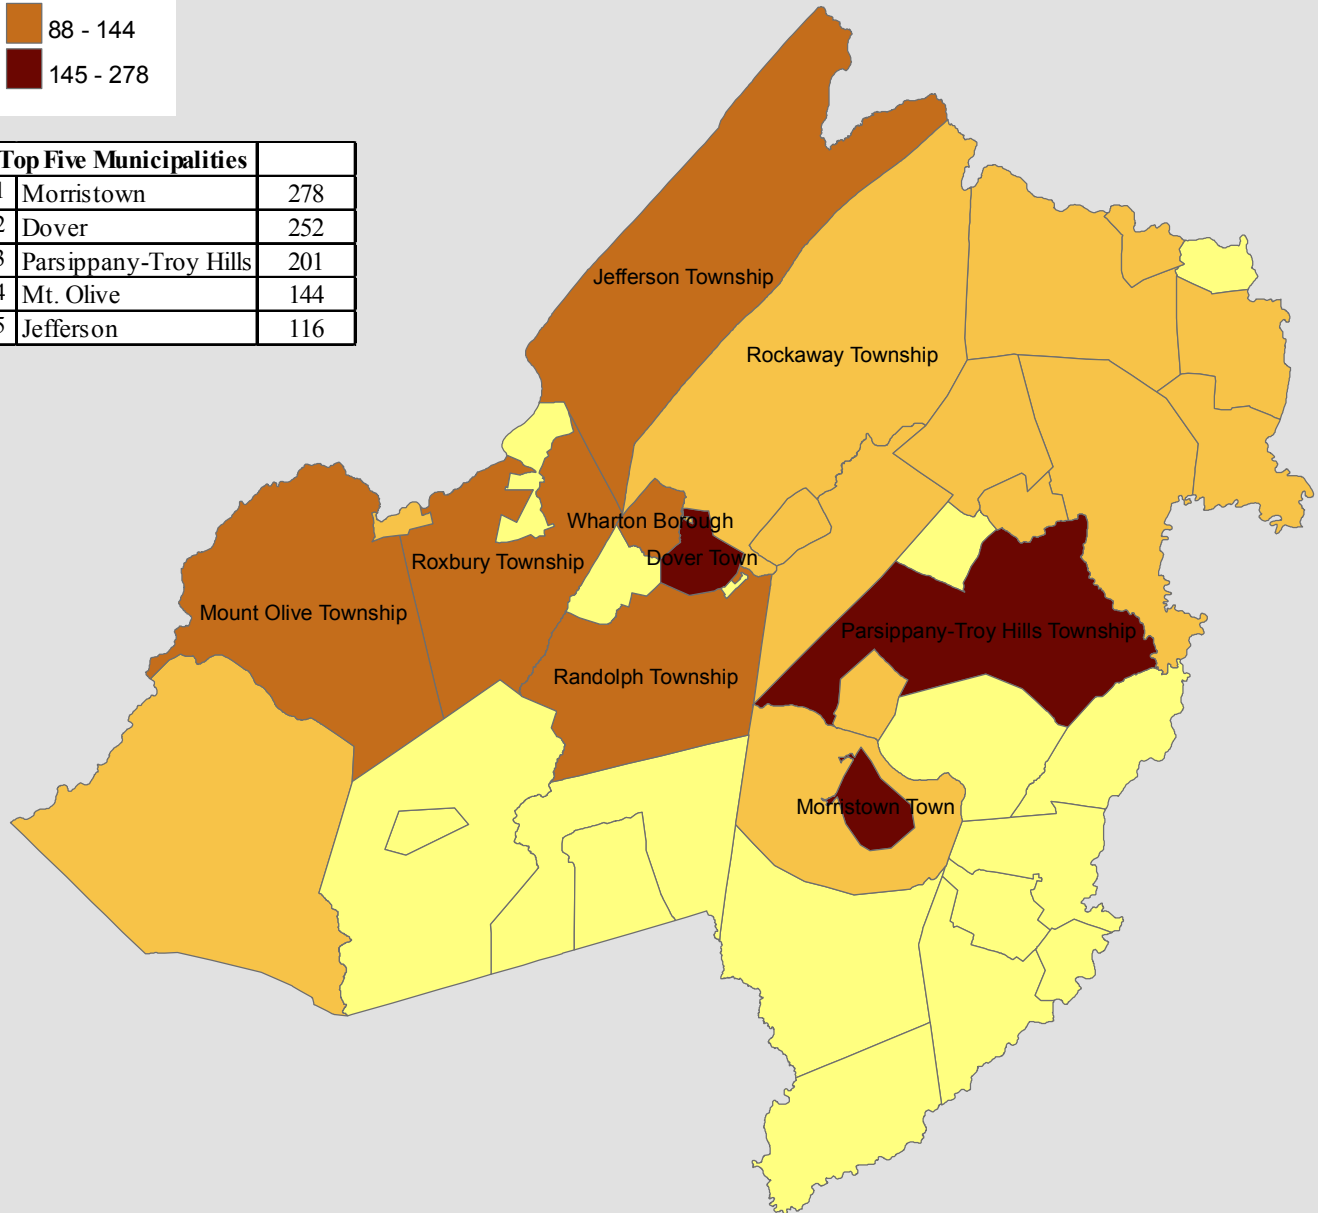 88 - 144
145 - 278
Top Five Municipalities
1 Morristown 278
2 Dover 252
3 Parsippany-Troy Hills 201
4 Mt. Olive 144
5 Jefferson 116
Jefferson Township
Rockaway Township
Wharton Borough
Dover Town
Roxbury Township
Mount Olive Township
Parsippany-Troy Hills Township
Randolph Township
Morristown Town